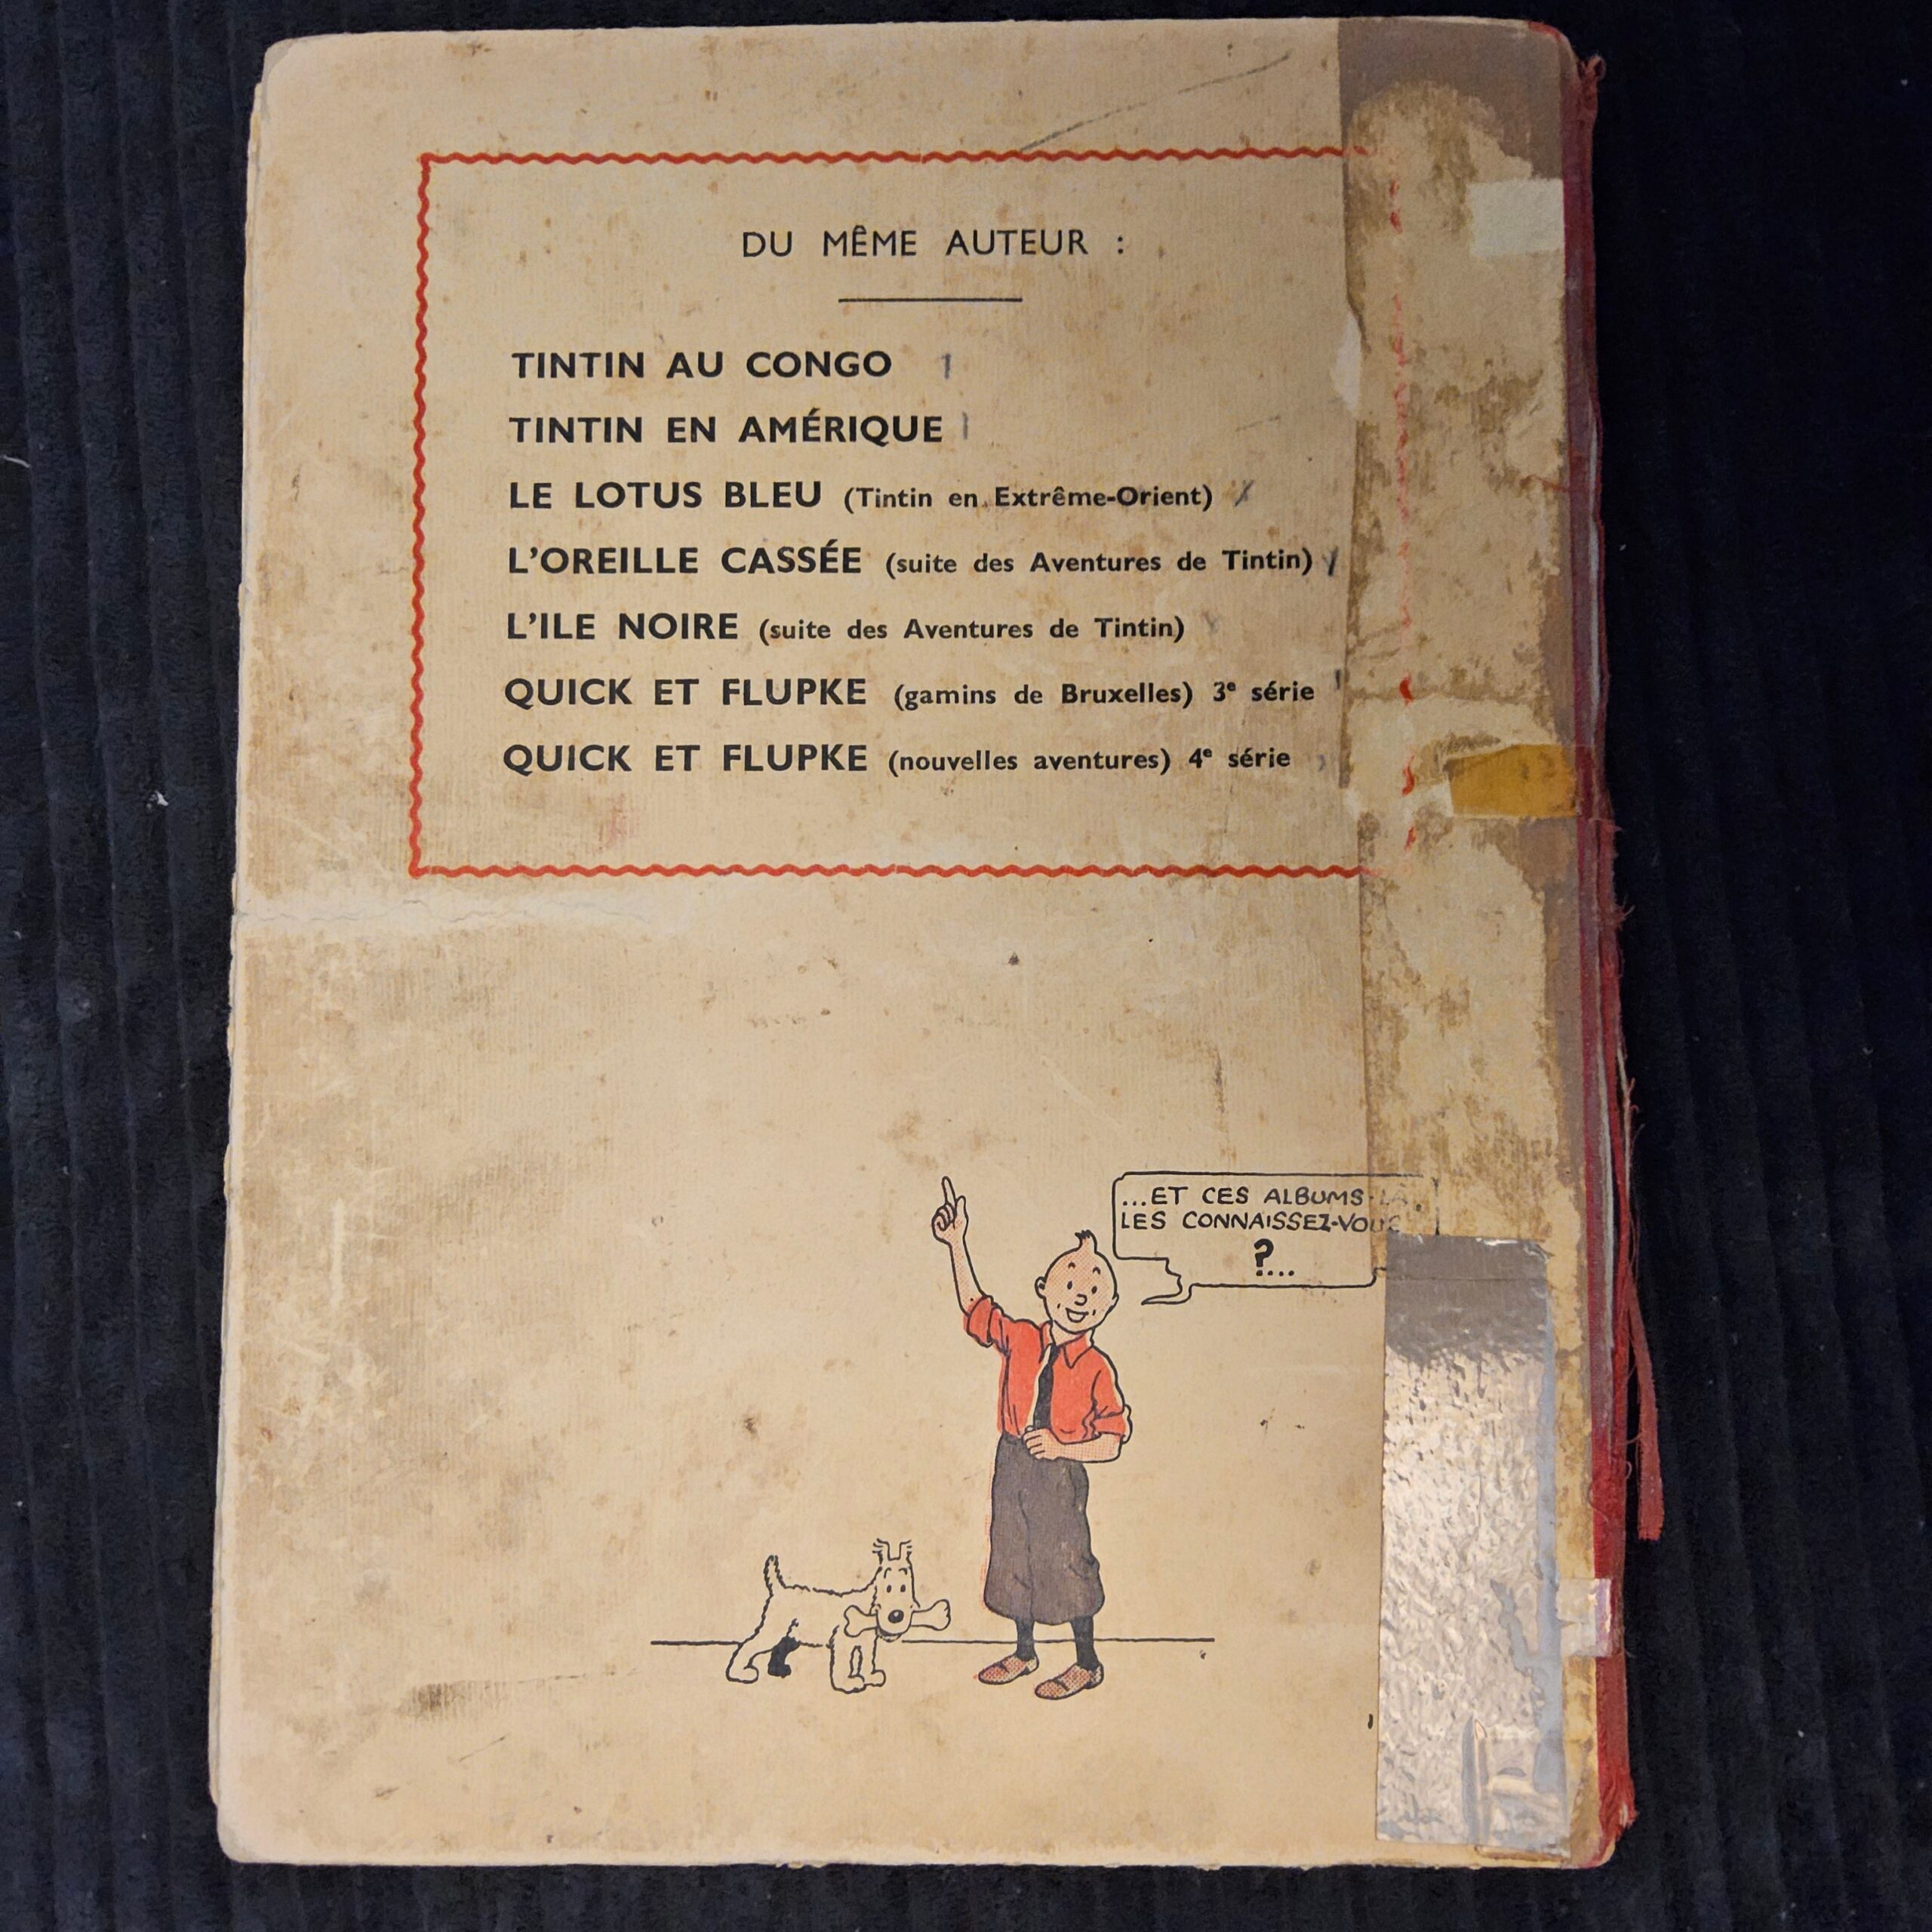 DU MÊME AUTEUR :
TINTIN AU CONGO
TINTIN EN AMÉRIQUE
LE LOTUS BLEU (Tintin en Extrême-Orient)
L'OREILLE CASSÉE (suite des Aventures de Tintin)
L'ILE NOIRE (suite des Aventures de Tintin)
QUICK ET FLUPKE (gamins de Bruxelles) 3e série
QUICK ET FLUPKE (nouvelles aventures) 4e série
...ET CES ALBUMS-LÀ
LES CONNAISSEZ-VOUS
?...